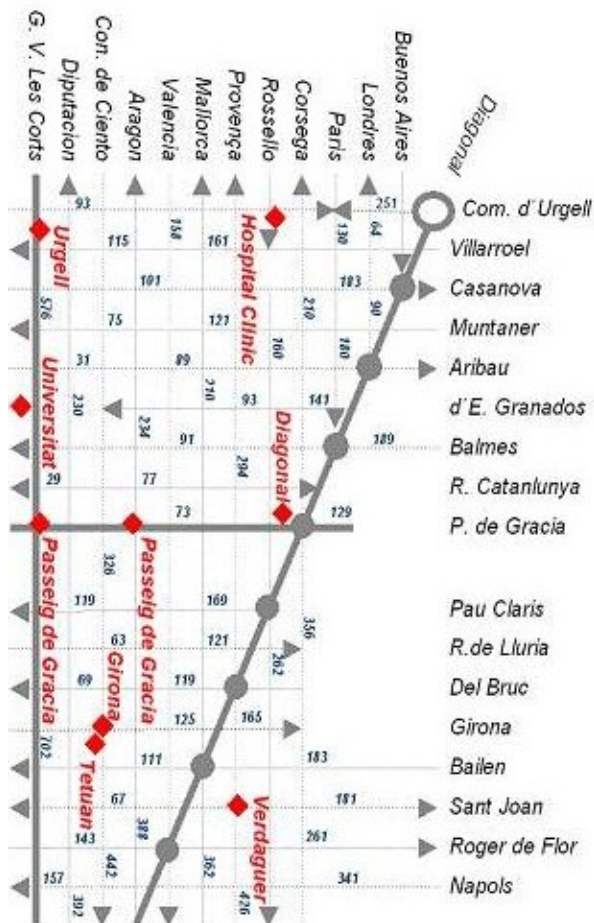 G. V. Les Corts
Diputacion
Con. de Ciento
Aragon
Valencia
Mallorca
Provença
Rossello
Corsega
Paris
Londres
Buenos Aires
Diagonal
93
251
Com. d´Urgell
158
64
130
Urgell
115
161
Hospital Clinic
Villarroel
101
183
Casanova
576
210
90
75
121
Muntaner
160
180
31
89
Aribau
Universitat
230
210
93
141
d´E. Granados
234
91
Diagonal
189
Balmes
294
29
77
R. Catanlunya
73
129
P. de Gracia
Passeig de Gracia
Passeig de Gracia
326
119
169
Pau Claris
356
63
121
R.de Lluria
262
Girona
69
119
Del Bruc
125
165
Girona
702
183
111
Bailen
Tetuan
67
Verdaguer
181
Sant Joan
388
143
261
Roger de Flor
442
362
157
341
Napols
392
426